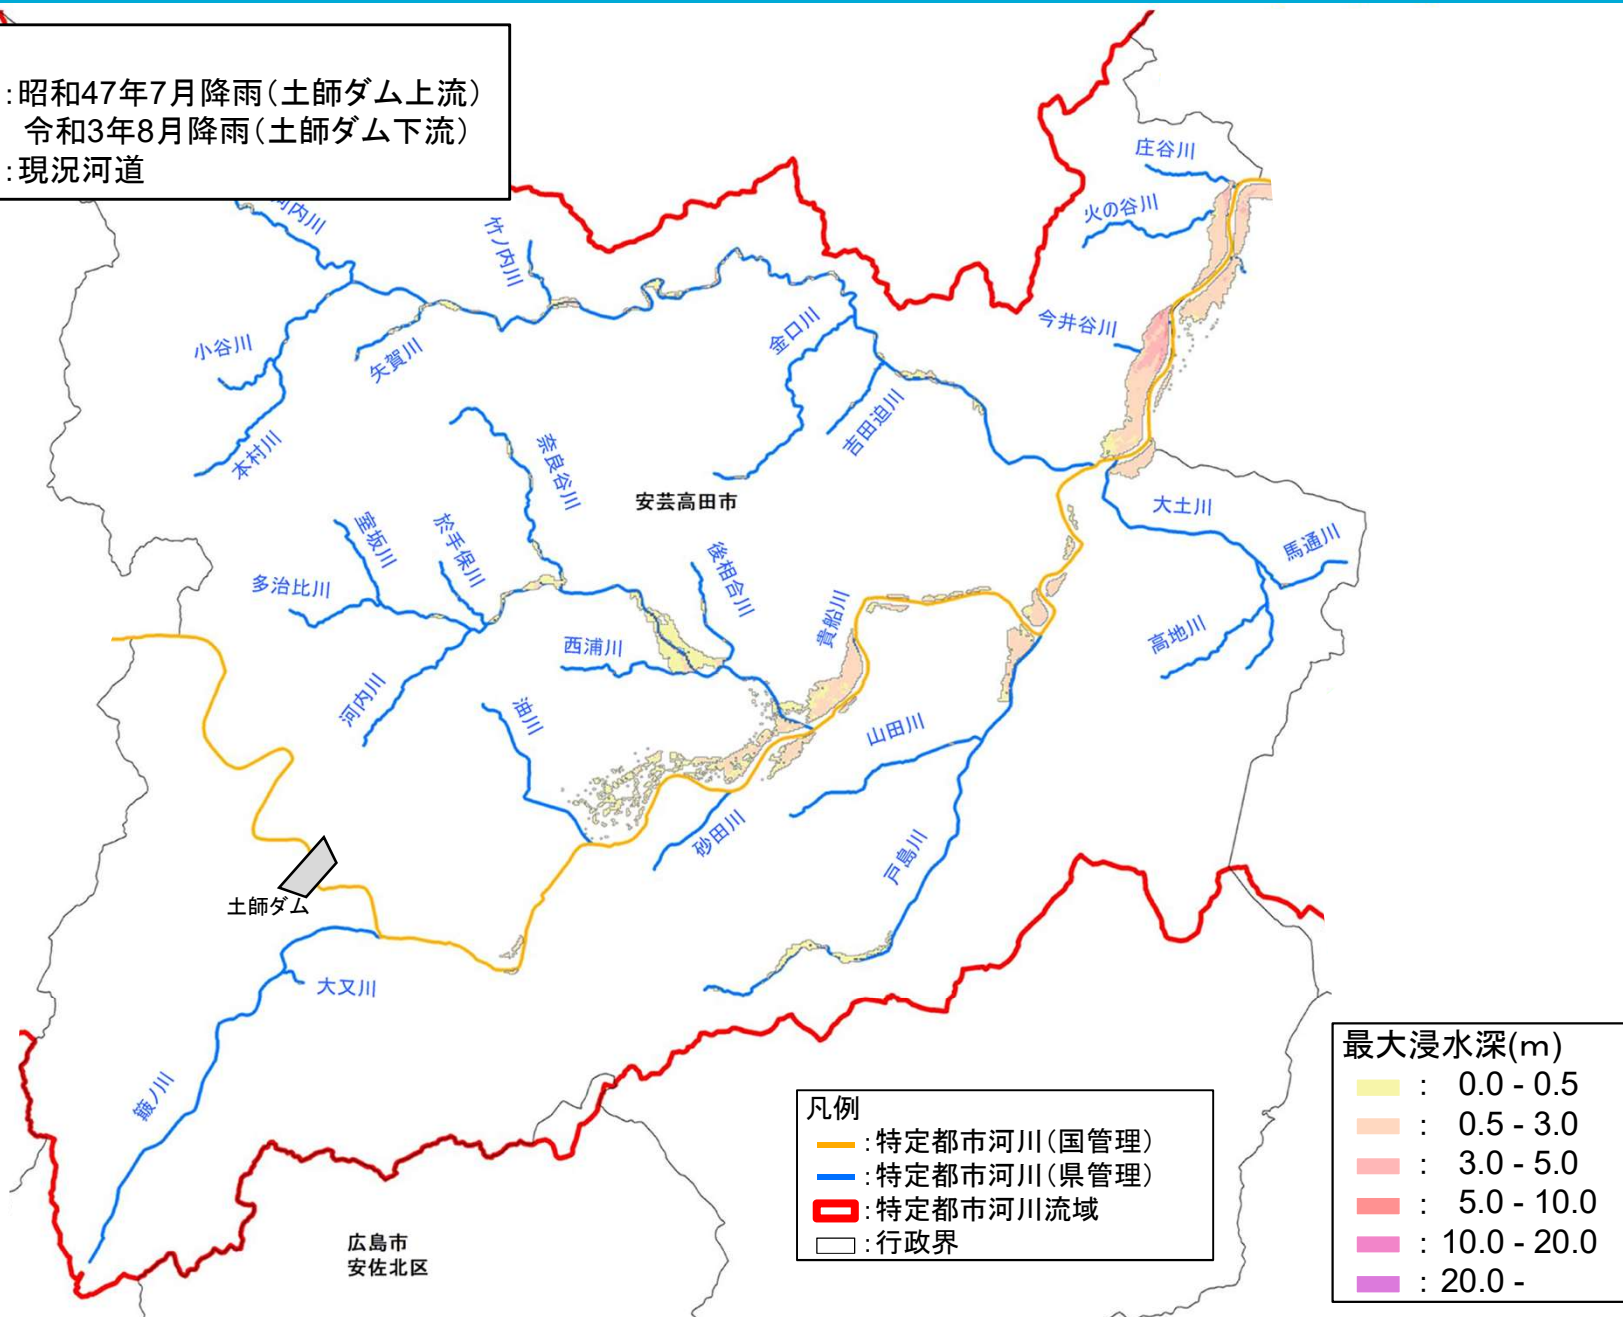 ：昭和47年7月降雨（土師ダム上流）
令和3年8月降雨（土師ダム下流）
：現況河道
庄谷川
火の谷川
河内川
竹ノ内川
今井谷川
金口川
小谷川
矢賀川
吉田迫川
本村川
奈良谷川
安芸高田市
大土川
馬通川
室坂川
於手保川
後相合川
多治比川
貴船川
高地川
西浦川
河内川
油川
山田川
砂田川
戸島川
土師ダム
大又川
簸ノ川
広島市
安佐北区
凡例
：特定都市河川（国管理）
：特定都市河川（県管理）
：特定都市河川流域
：行政界
最大浸水深(m)
： 0.0 - 0.5
： 0.5 - 3.0
： 3.0 - 5.0
： 5.0 - 10.0
： 10.0 - 20.0
： 20.0 -